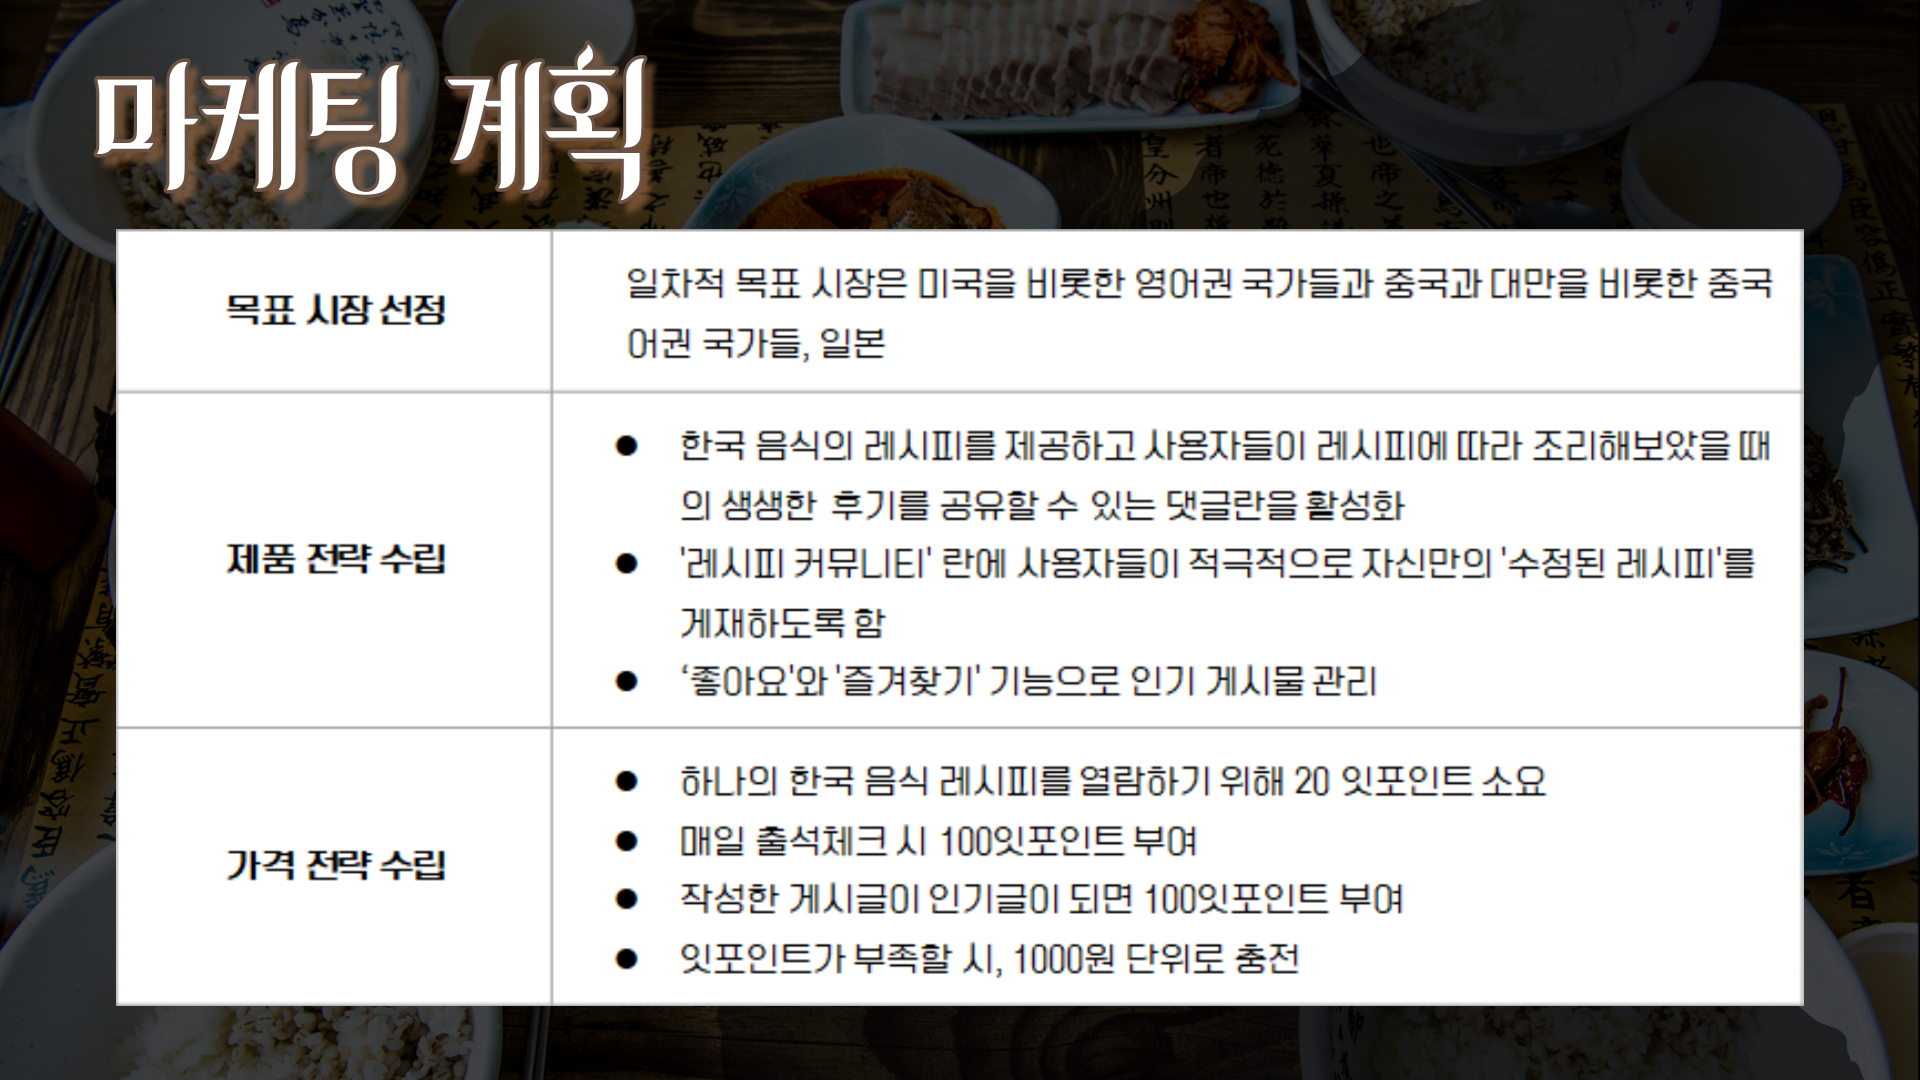 마케팅 계획
목표 시장 선정
일차적 목표 시장은 미국을 비롯한 영어권 국가들과 중국과 대만을 비롯한 중국
어권 국가들, 일본
제품 전략 수립
● 한국 음식의 레시피를 제공하고 사용자들이 레시피에 따라 조리해보았을 때
의 생생한 후기를 공유할 수 있는 댓글란을 활성화
● '레시피 커뮤니티' 란에 사용자들이 적극적으로 자신만의 '수정된 레시피'를
게재하도록 함
● ‘좋아요'와 '즐겨찾기' 기능으로 인기 게시물 관리
가격 전략 수립
● 하나의 한국 음식 레시피를 열람하기 위해 20 잇포인트 소요
● 매일 출석체크 시 100잇포인트 부여
● 작성한 게시글이 인기글이 되면 100잇포인트 부여
● 잇포인트가 부족할 시, 1000원 단위로 충전